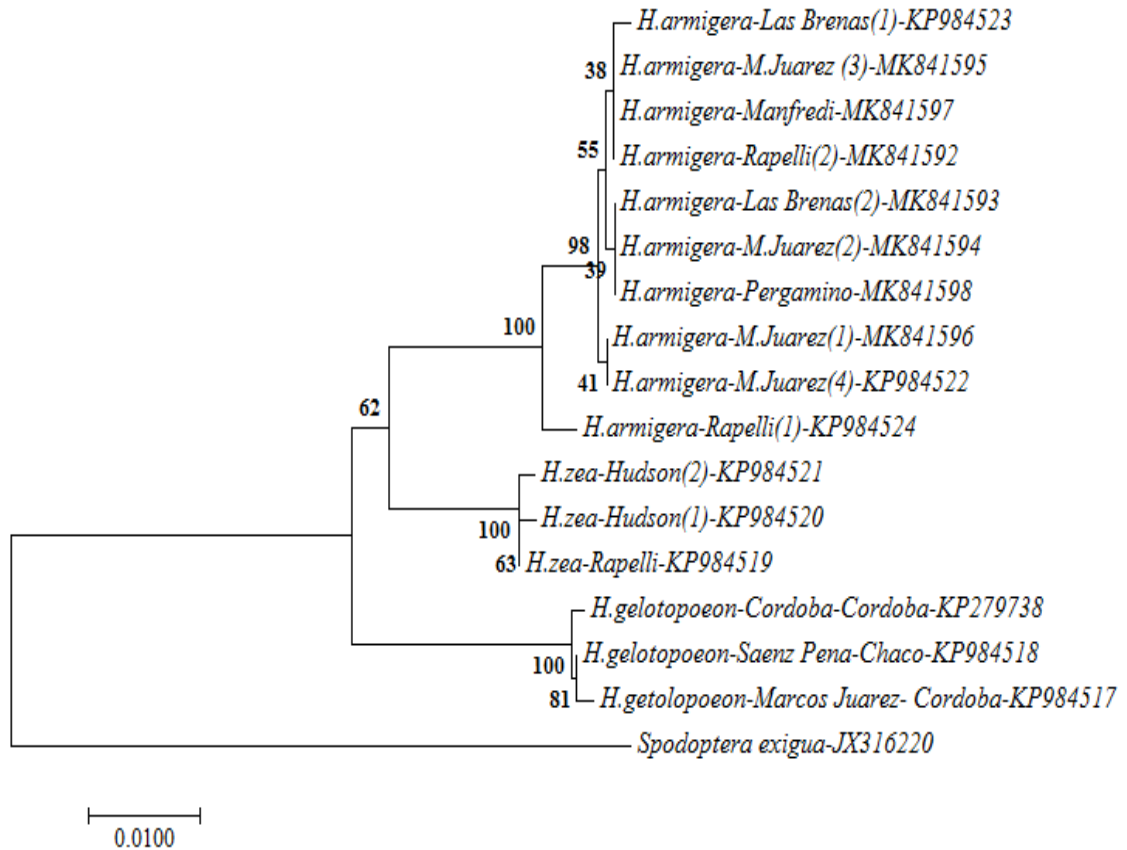 H.armigera-Las Brenas(1)-KP984523
38
H.armigera-M.Juarez (3)-MK841595
H.armigera-Manfredi-MK841597
55
H.armigera-Rapelli(2)-MK841592
H.armigera-Las Brenas(2)-MK841593
98
H.armigera-M.Juarez(2)-MK841594
39
H.armigera-Pergamino-MK841598
100
H.armigera-M.Juarez(1)-MK841596
41
H.armigera-M.Juarez(4)-KP984522
62
H.armigera-Rapelli(1)-KP984524
H.zea-Hudson(2)-KP984521
H.zea-Hudson(1)-KP984520
100
63
H.zea-Rapelli-KP984519
H.gelotopoeon-Cordoba-Cordoba-KP279738
H.gelotopoeon-Saenz Pena-Chaco-KP984518
100
81
H.getolopoeon-Marcos Juarez- Cordoba-KP984517
Spodoptera exigua-JX316220
0.0100